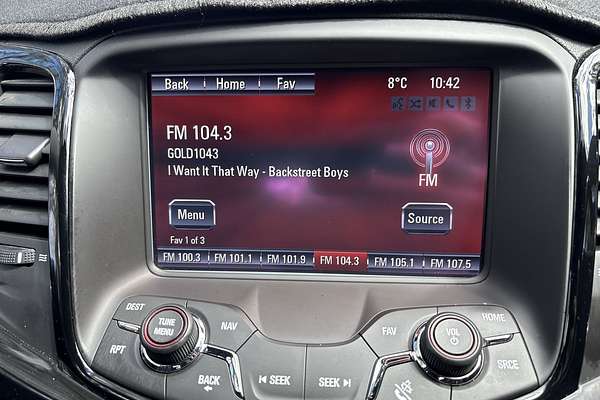 Back Home Fav 8°C 10:42
FM 104.3
GOLD1043
I Want It That Way - Backstreet Boys
FM
Menu Source
Fav 1 of 3
FM 100.3 FM 101.1 FM 101.9 FM 104.3 FM 105.1 FM 107.5
DEST NAV FAV HOME
TUNE VOL
MENU
RPT BACK SEEK SEEK SRCE